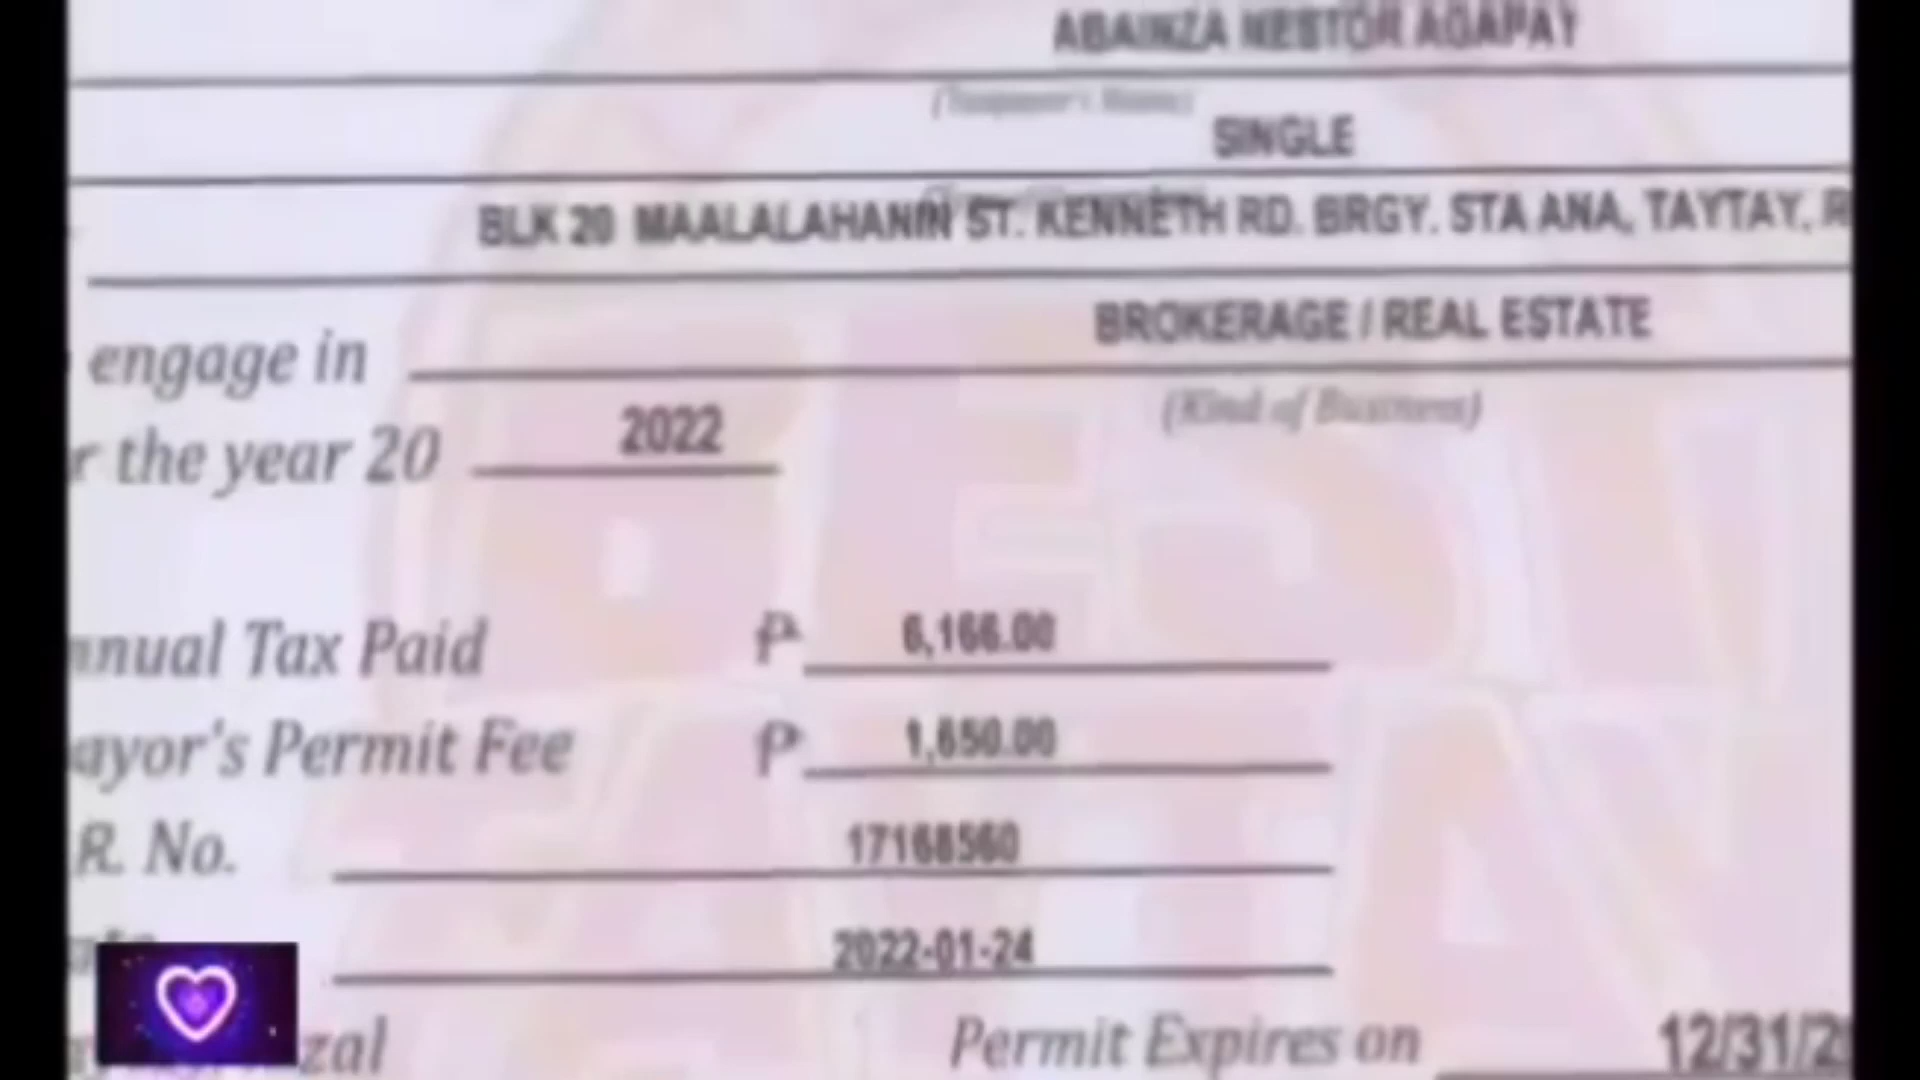 ABAINZA NESTOR AGAPAY
(Taxpayer's Name)
SINGLE
BLK 20 MAALALAHANIN ST. KENNETH RD. BRGY. STA ANA, TAYTAY, R
BROKERAGE / REAL ESTATE
engage in
(Kind of Business)
r the year 20 2022
nnual Tax Paid ₱ 6,166.00
ayor's Permit Fee ₱ 1,650.00
.R. No. 17168560
2022-01-24
zal Permit Expires on 12/31/20